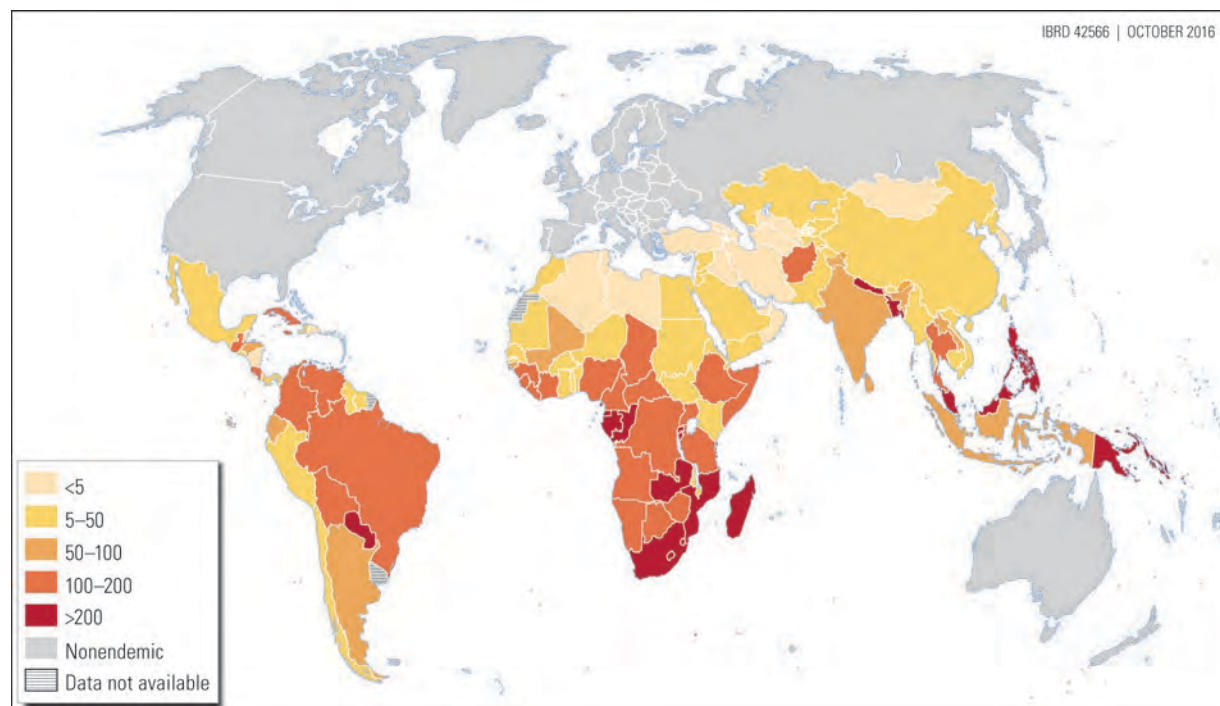 IBRD 42566 | OCTOBER 2016
<5
5–50
50–100
100–200
>200
Nonendemic
Data not available